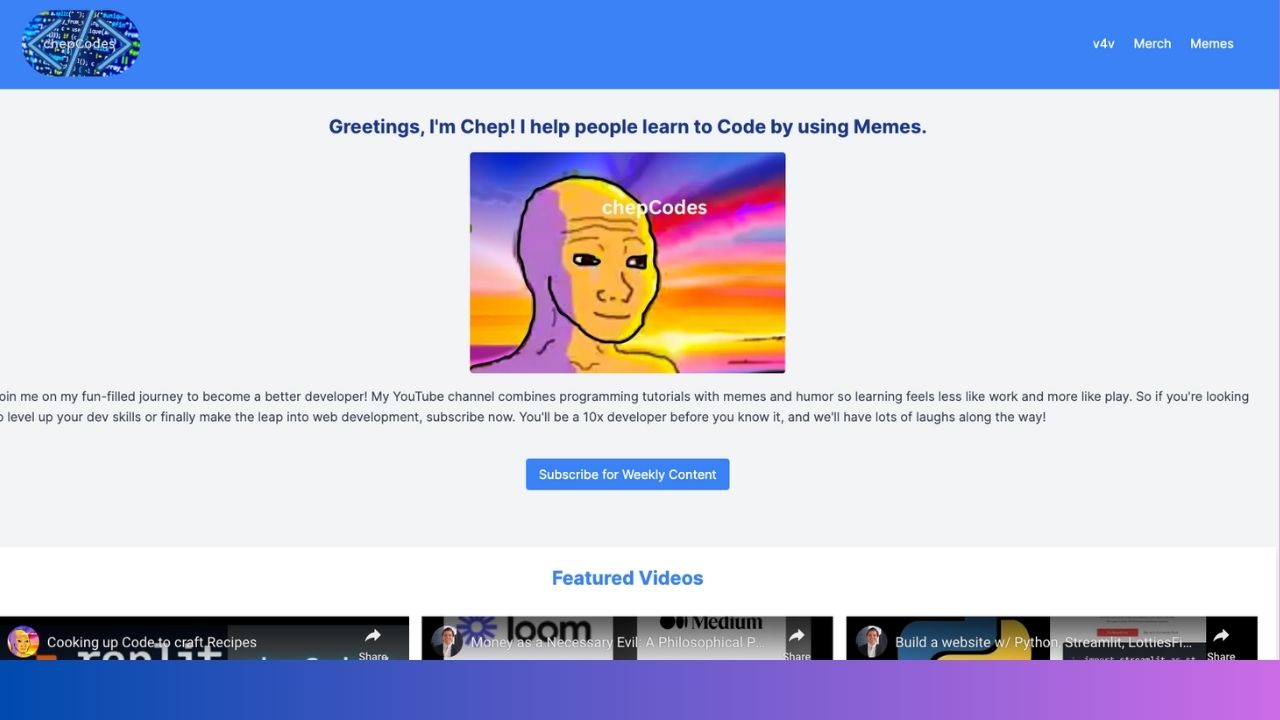 chepCodes
v4v Merch Memes
Greetings, I'm Chep! I help people learn to Code by using Memes.
chepCodes
oin me on my fun-filled journey to become a better developer! My YouTube channel combines programming tutorials with memes and humor so learning feels less like work and more like play. So if you're looking
o level up your dev skills or finally make the leap into web development, subscribe now. You'll be a 10x developer before you know it, and we'll have lots of laughs along the way!
Subscribe for Weekly Content
Featured Videos
Cooking up Code to craft Recipes
Share
replit
loom
Medium
Money as a Necessary Evil: A Philosophical P...
Share
Build a website w/ Python, Streamlit, LottiesFi...
Share